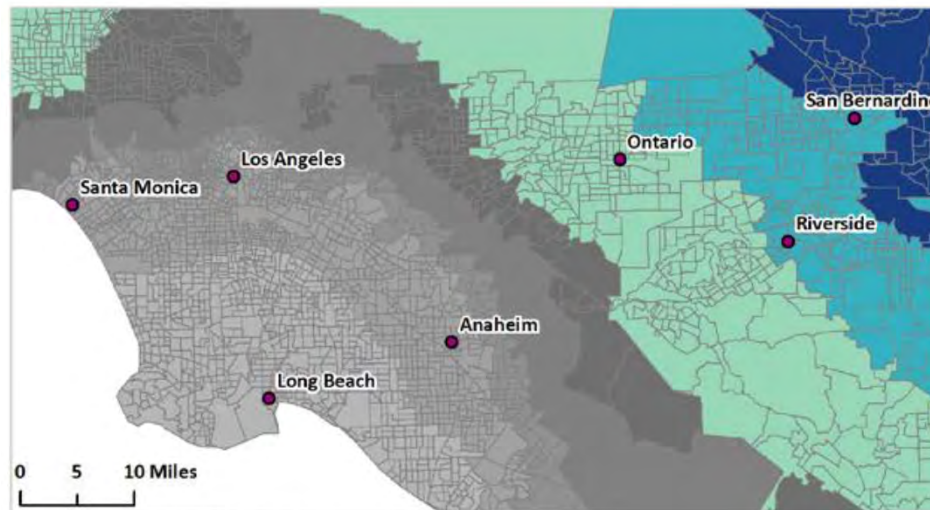 San Bernardino
Ontario
Los Angeles
Santa Monica
Riverside
Anaheim
Long Beach
0 5 10 Miles